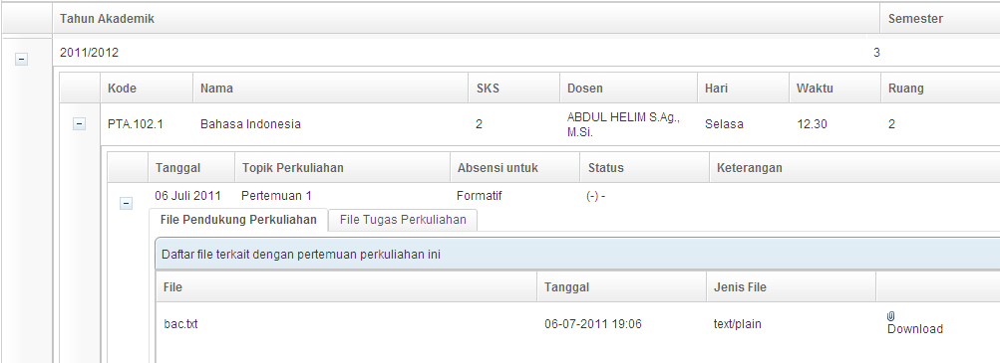 Tahun Akademik Semester
2011/2012 3
Kode Nama SKS Dosen Hari Waktu Ruang
PTA.102.1 Bahasa Indonesia 2 ABDUL HELIM S.Ag., M.Si. Selasa 12.30 2
Tanggal Topik Perkuliahan Absensi untuk Status Keterangan
06 Juli 2011 Pertemuan 1 Formatif (-) -
File Pendukung Perkuliahan File Tugas Perkuliahan
Daftar file terkait dengan pertemuan perkuliahan ini
File Tanggal Jenis File
bac.txt 06-07-2011 19:06 text/plain Download